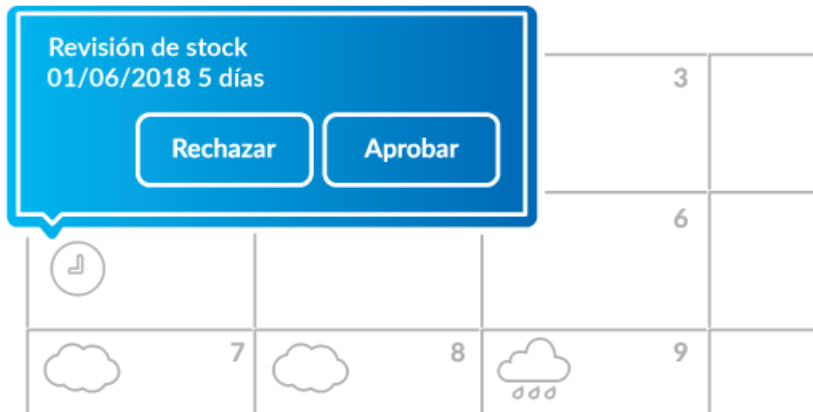 Revisión de stock
01/06/2018 5 días
Rechazar Aprobar
3
6
7 8 9